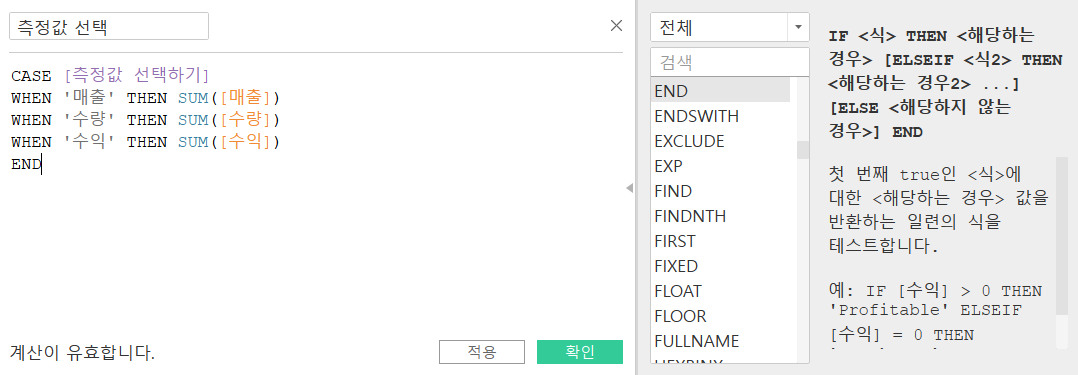 측정값 선택
CASE [측정값 선택하기]
WHEN '매출' THEN SUM([매출])
WHEN '수량' THEN SUM([수량])
WHEN '수익' THEN SUM([수익])
END
계산이 유효합니다.
적용
확인
전체
검색
END
ENDSWITH
EXCLUDE
EXP
FIND
FINDNTH
FIRST
FIXED
FLOAT
FLOOR
FULLNAME
IF <식> THEN <해당하는
경우> [ELSEIF <식2> THEN
<해당하는 경우2> ...]
[ELSE <해당하지 않는
경우>] END
첫 번째 true인 <식>에
대한 <해당하는 경우> 값을
반환하는 일련의 식을
테스트합니다.
예: IF [수익] > 0 THEN
'Profitable' ELSEIF
[수익] = 0 THEN